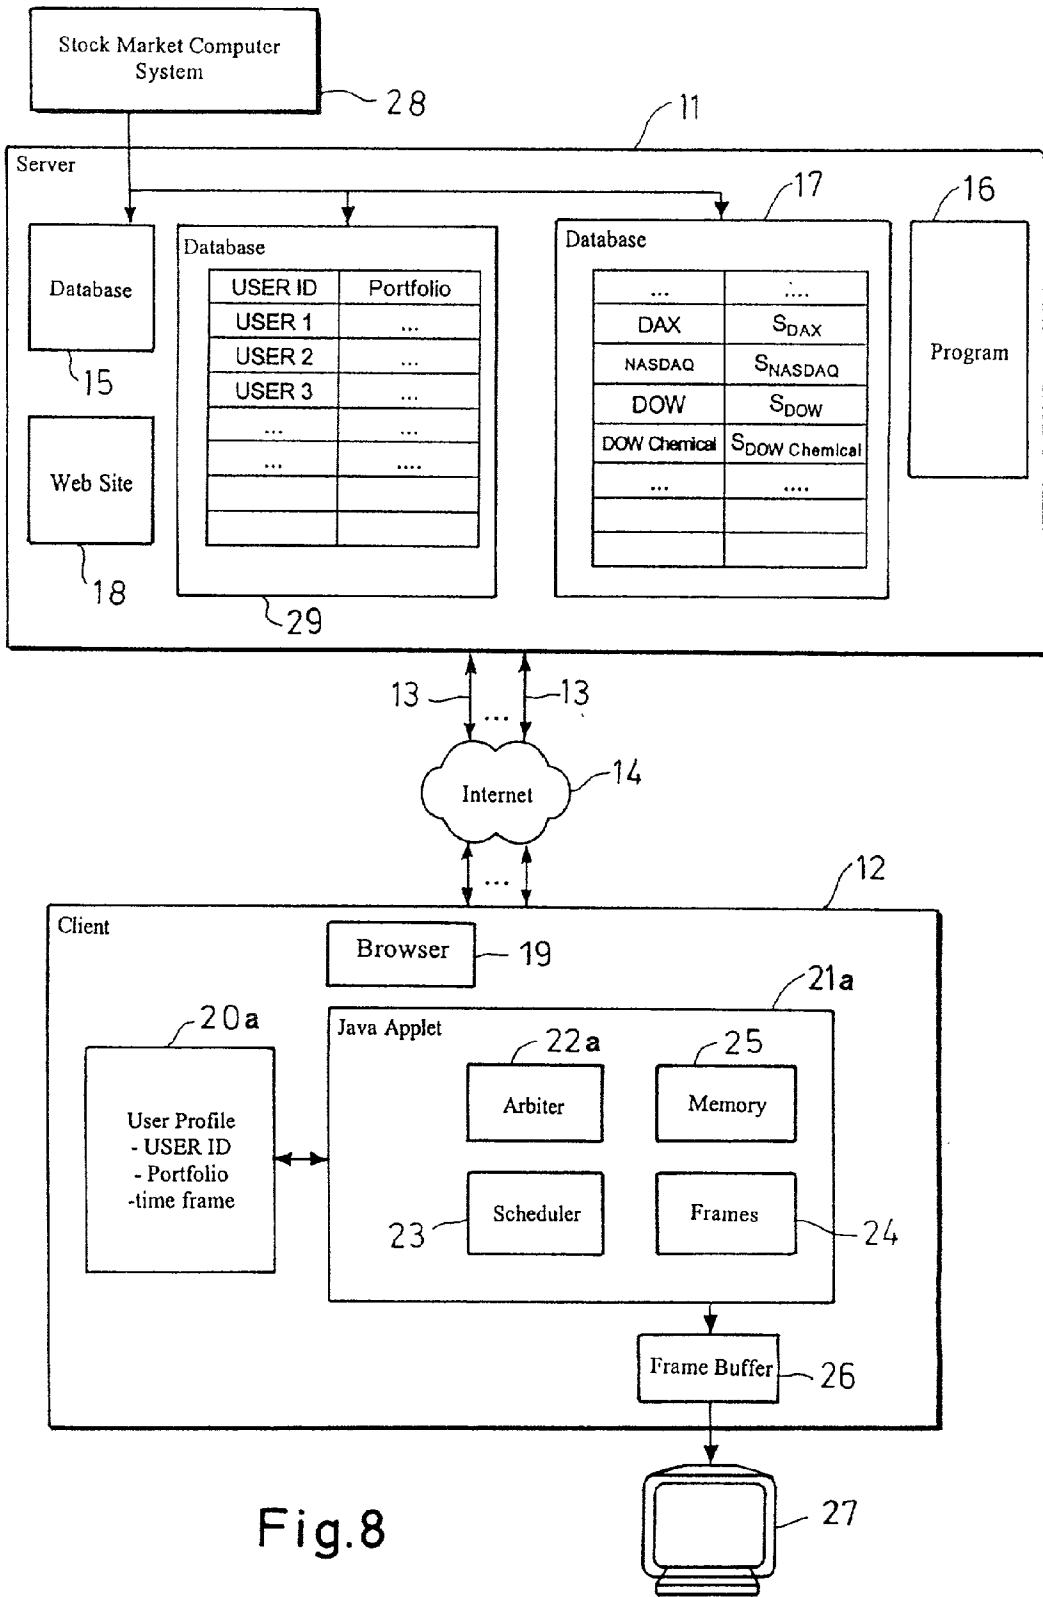 Stock Market Computer
System
28
11
Server
17
16
Database
15
Web Site
18
Database
USER ID Portfolio
USER 1 ...
USER 2 ...
USER 3 ...
... ...
... ....
29
Database
... ....
DAX SDAX
NASDAQ SNASDAQ
DOW SDOW
DOW Chemical SDOW Chemical
... ....
Program
13 ... 13
Internet
14
...
12
Client
Browser
19
21a
20a
Java Applet
22a
25
User Profile
- USER ID
- Portfolio
-time frame
Arbiter
Memory
Scheduler
23
Frames
24
Frame Buffer
26
27
Fig.8